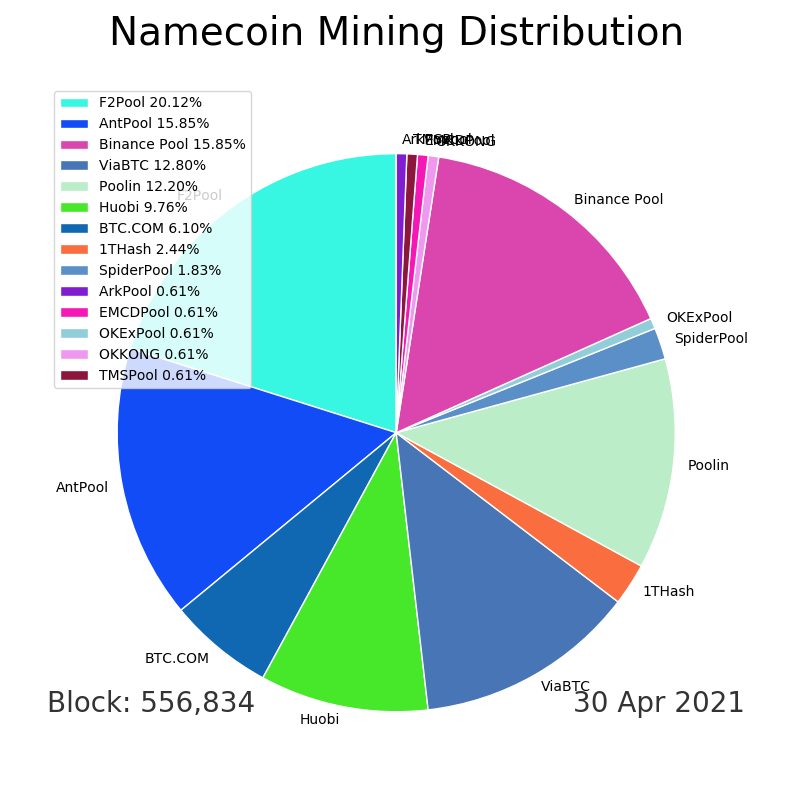 Namecoin Mining Distribution
F2Pool 20.12%
AntPool 15.85%
Binance Pool 15.85%
ViaBTC 12.80%
Poolin 12.20%
Huobi 9.76%
BTC.COM 6.10%
1THash 2.44%
SpiderPool 1.83%
ArkPool 0.61%
EMCDPool 0.61%
OKExPool 0.61%
OKKONG 0.61%
TMSPool 0.61%
F2Pool
OKKONG
Binance Pool
OKExPool
SpiderPool
Poolin
AntPool
1THash
BTC.COM
ViaBTC
Huobi
Block: 556,834
30 Apr 2021